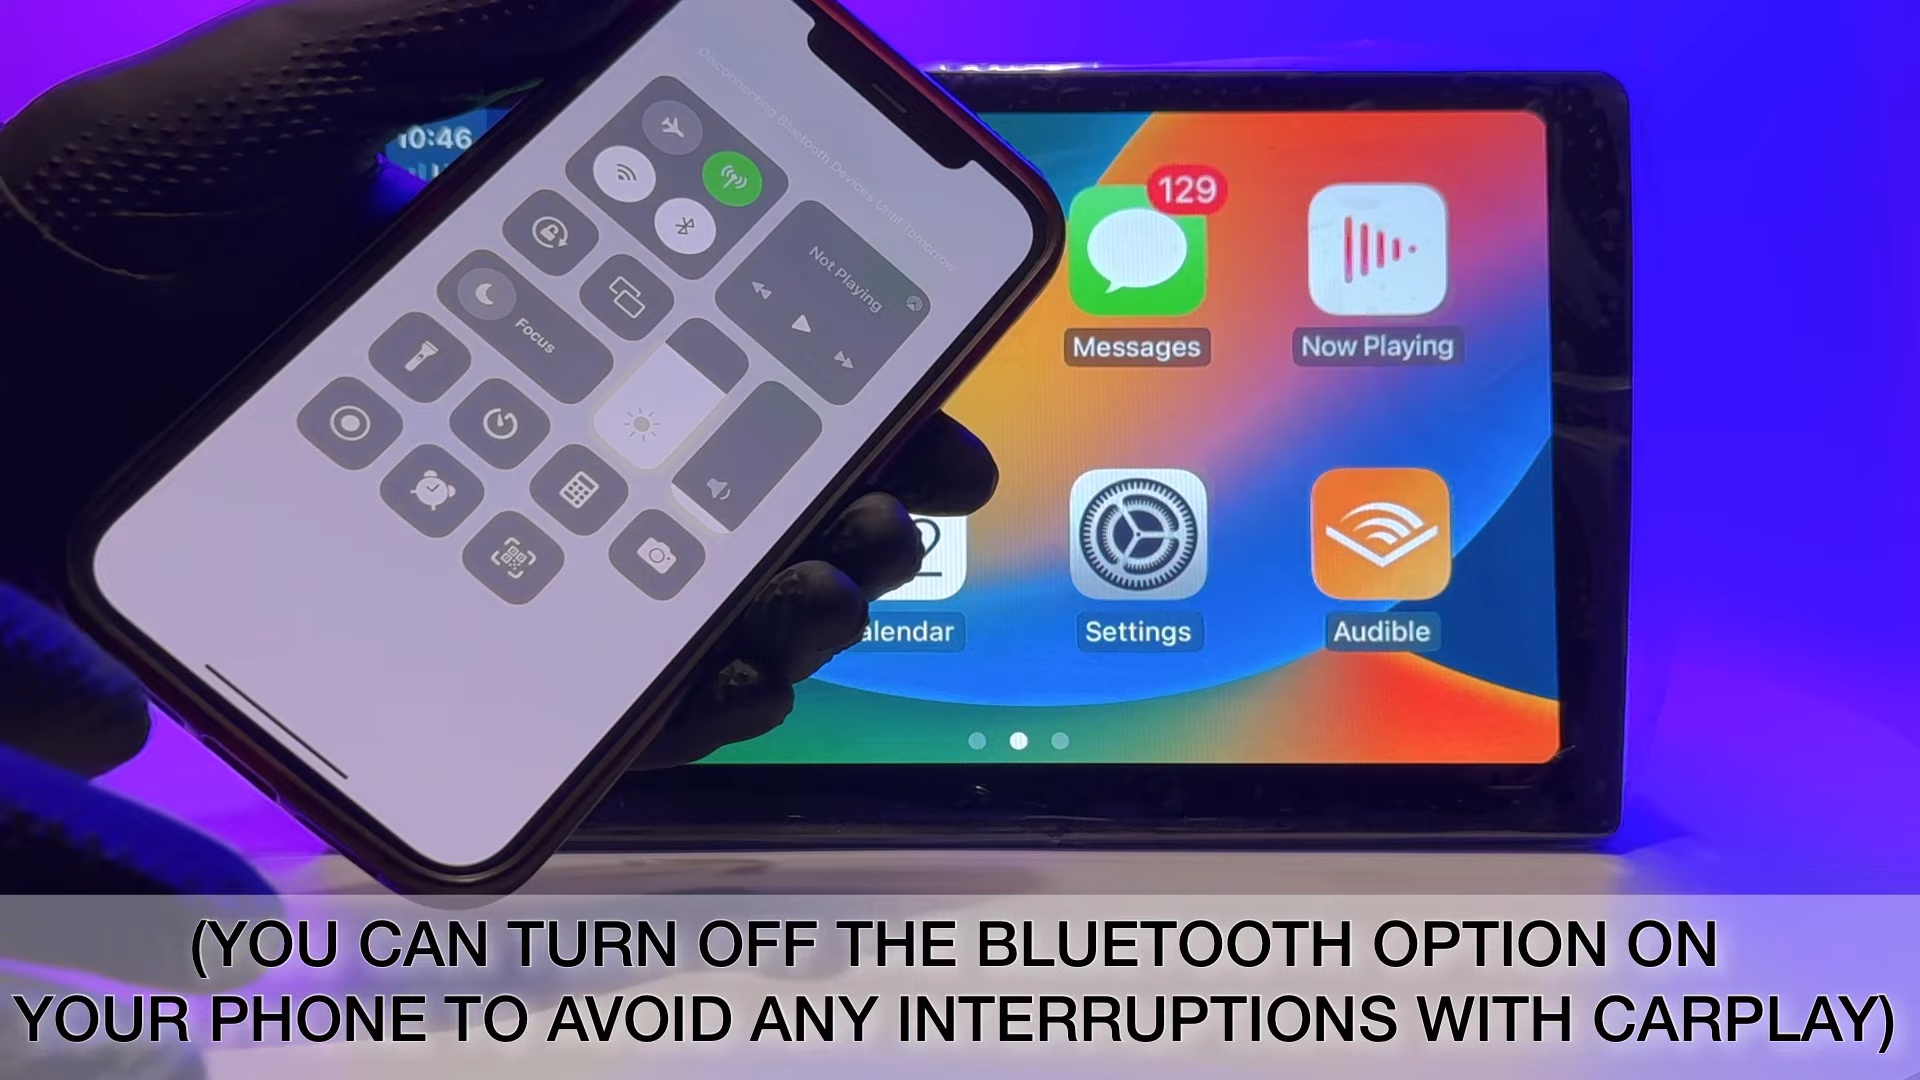 Disconnecting Bluetooth Devices Until Tomorrow
10:46
Not Playing
Focus
129
Messages
Now Playing
2
alendar
Settings
Audible
(YOU CAN TURN OFF THE BLUETOOTH OPTION ON
YOUR PHONE TO AVOID ANY INTERRUPTIONS WITH CARPLAY)